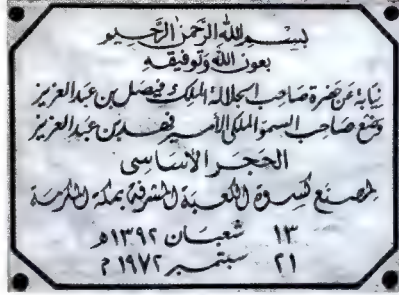 بسم الله الرحمن الرحيم
بعون الله وتوفيقه
نيابة عن حضرة صاحب الجلالة الملك فيصل بن عبد العزيز
وضع صاحب السمو الملكي الأمير فهد بن عبد العزيز
الحجر الأساسي
لمصنع كسوة الكعبة المشرفة بمكة المكرمة
١٣ شعبان ١٣٩٢ هـ
٢١ سبتمبر ١٩٧٢ م